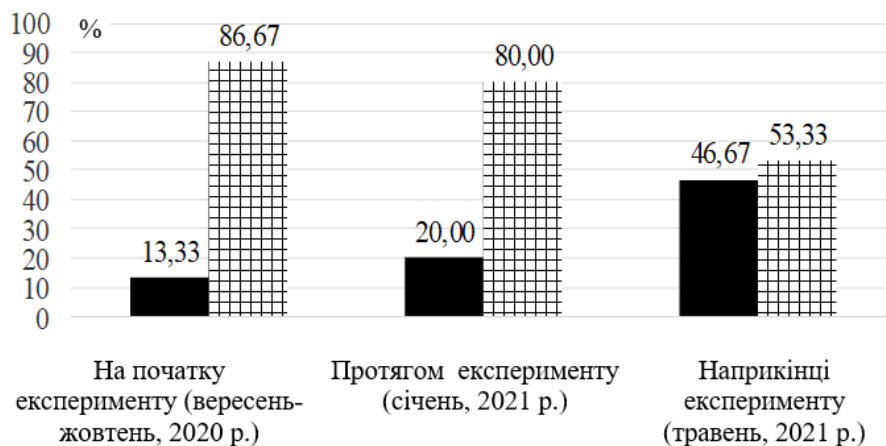 100 %
90
80
70
60
50
40
30
20
10
0
13,33
86,67
20,00
80,00
46,67
53,33
На початку
експерименту (вересень-
жовтень, 2020 р.)
Протягом експерименту
(січень, 2021 р.)
Наприкінці
експерименту
(травень, 2021 р.)